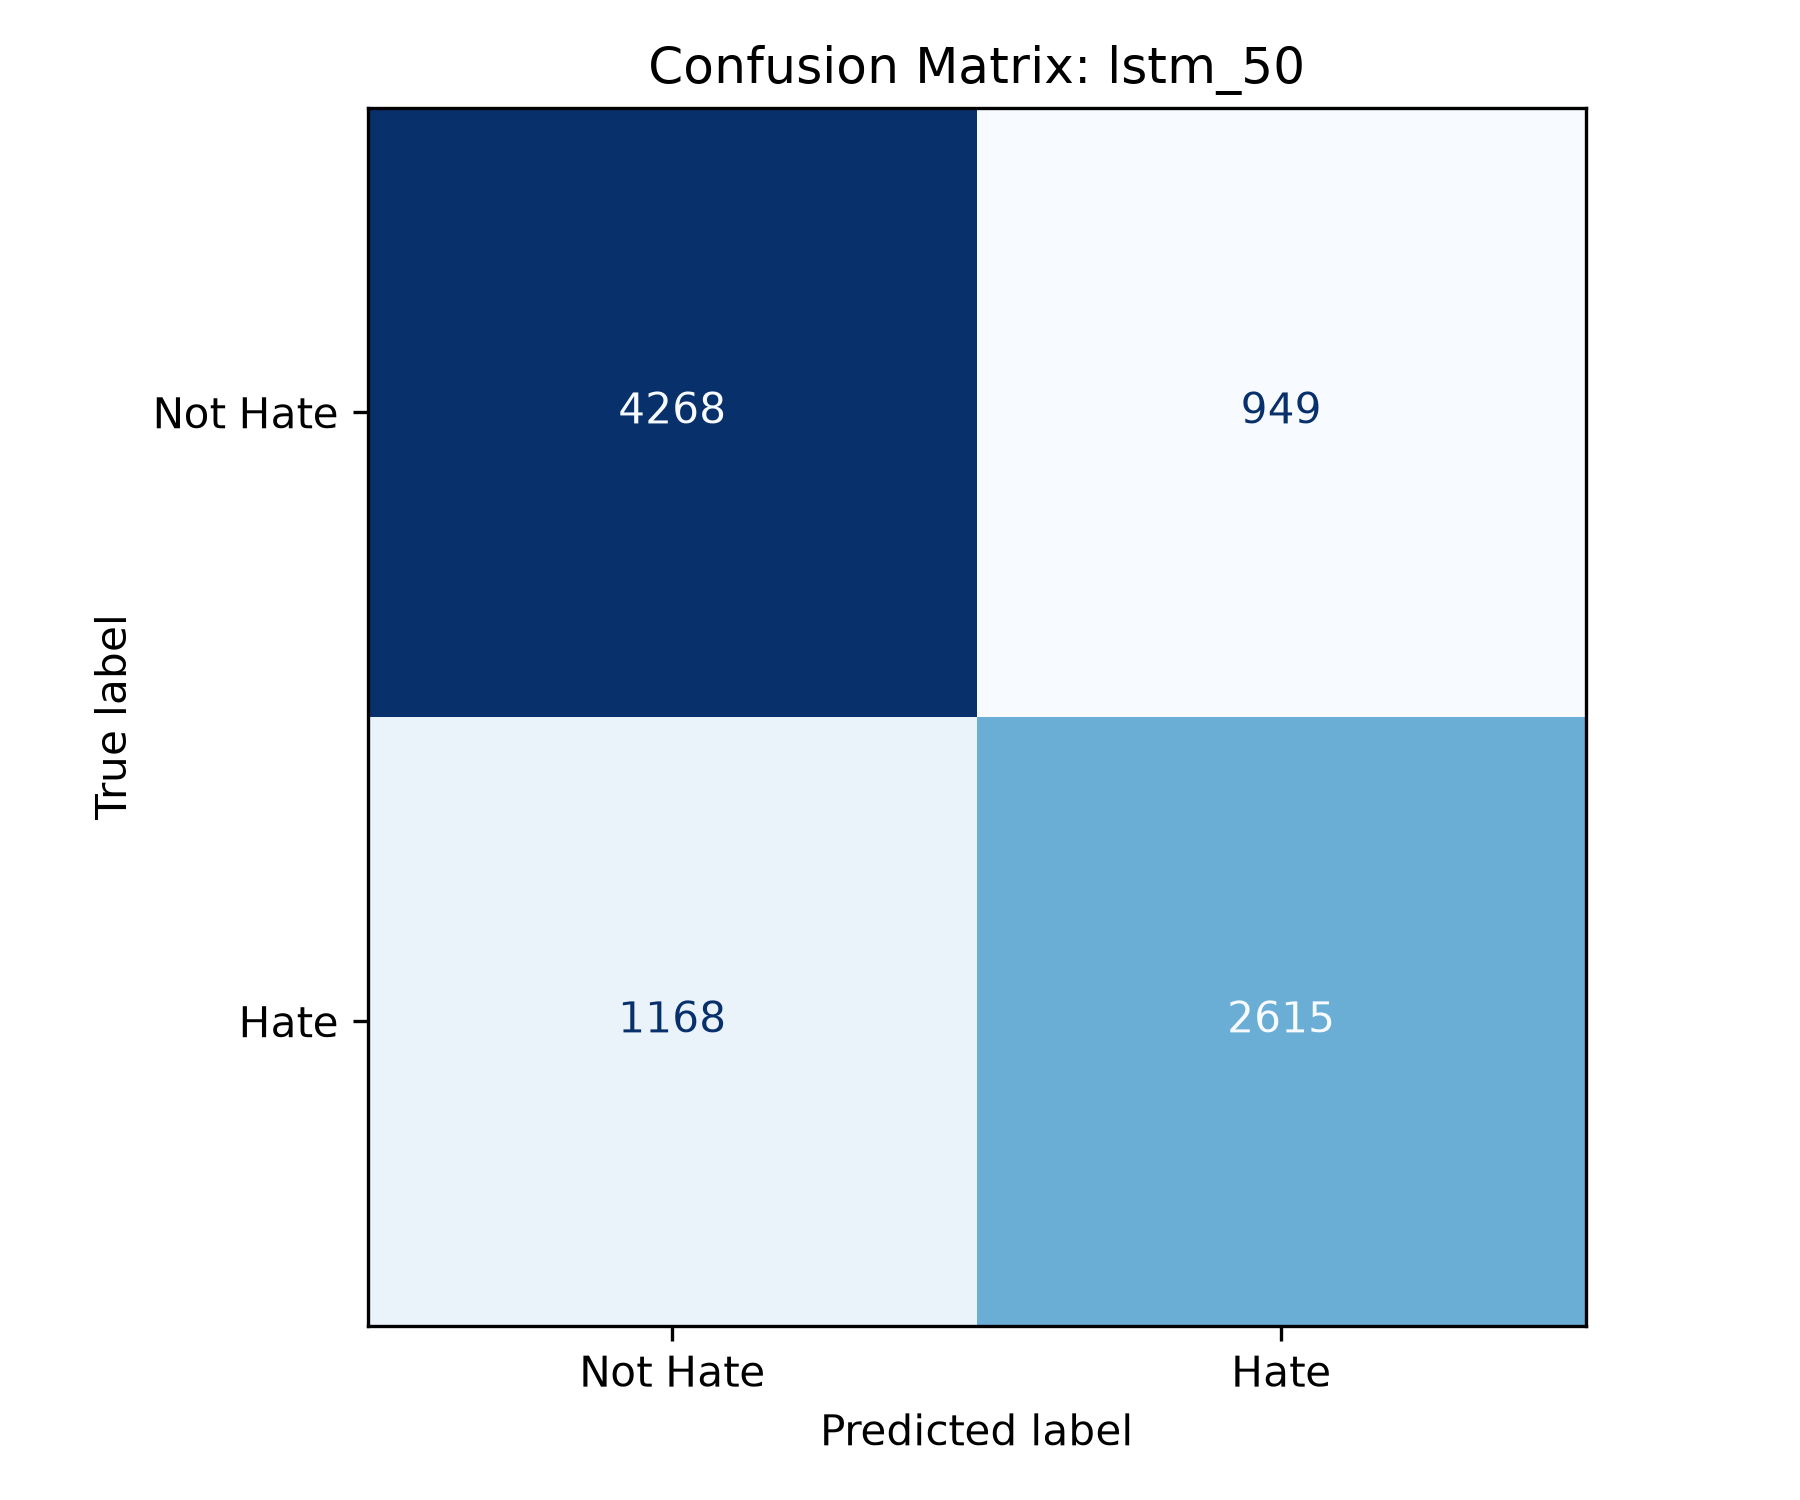 Confusion Matrix: lstm_50
Not Hate
4268
949
True label
Hate
1168
2615
Not Hate
Hate
Predicted label